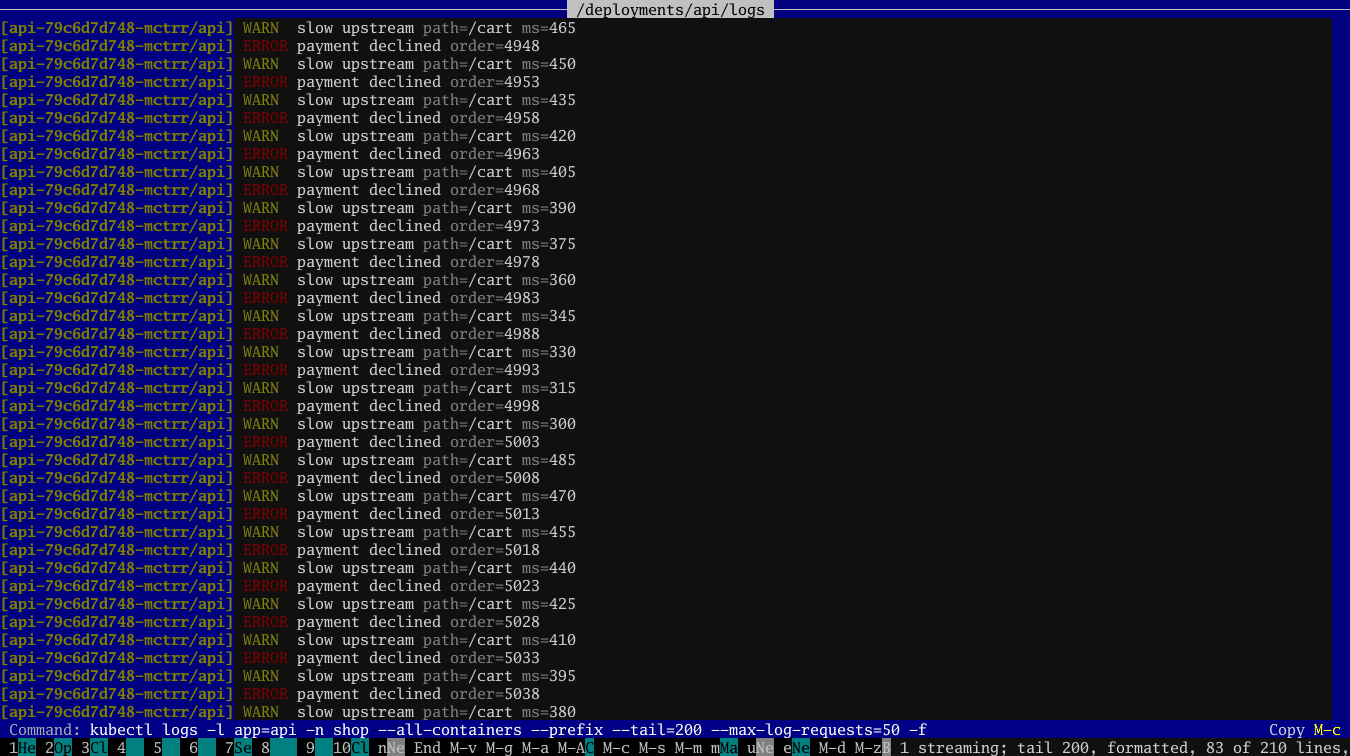 /deployments/api/logs
[api-79c6d7d748-mctrr/api] WARN  slow upstream path=/cart ms=465
[api-79c6d7d748-mctrr/api] ERROR payment declined order=4948
[api-79c6d7d748-mctrr/api] WARN  slow upstream path=/cart ms=450
[api-79c6d7d748-mctrr/api] ERROR payment declined order=4953
[api-79c6d7d748-mctrr/api] WARN  slow upstream path=/cart ms=435
[api-79c6d7d748-mctrr/api] ERROR payment declined order=4958
[api-79c6d7d748-mctrr/api] WARN  slow upstream path=/cart ms=420
[api-79c6d7d748-mctrr/api] ERROR payment declined order=4963
[api-79c6d7d748-mctrr/api] WARN  slow upstream path=/cart ms=405
[api-79c6d7d748-mctrr/api] ERROR payment declined order=4968
[api-79c6d7d748-mctrr/api] WARN  slow upstream path=/cart ms=390
[api-79c6d7d748-mctrr/api] ERROR payment declined order=4973
[api-79c6d7d748-mctrr/api] WARN  slow upstream path=/cart ms=375
[api-79c6d7d748-mctrr/api] ERROR payment declined order=4978
[api-79c6d7d748-mctrr/api] WARN  slow upstream path=/cart ms=360
[api-79c6d7d748-mctrr/api] ERROR payment declined order=4983
[api-79c6d7d748-mctrr/api] WARN  slow upstream path=/cart ms=345
[api-79c6d7d748-mctrr/api] ERROR payment declined order=4988
[api-79c6d7d748-mctrr/api] WARN  slow upstream path=/cart ms=330
[api-79c6d7d748-mctrr/api] ERROR payment declined order=4993
[api-79c6d7d748-mctrr/api] WARN  slow upstream path=/cart ms=315
[api-79c6d7d748-mctrr/api] ERROR payment declined order=4998
[api-79c6d7d748-mctrr/api] WARN  slow upstream path=/cart ms=300
[api-79c6d7d748-mctrr/api] ERROR payment declined order=5003
[api-79c6d7d748-mctrr/api] WARN  slow upstream path=/cart ms=485
[api-79c6d7d748-mctrr/api] ERROR payment declined order=5008
[api-79c6d7d748-mctrr/api] WARN  slow upstream path=/cart ms=470
[api-79c6d7d748-mctrr/api] ERROR payment declined order=5013
[api-79c6d7d748-mctrr/api] WARN  slow upstream path=/cart ms=455
[api-79c6d7d748-mctrr/api] ERROR payment declined order=5018
[api-79c6d7d748-mctrr/api] WARN  slow upstream path=/cart ms=440
[api-79c6d7d748-mctrr/api] ERROR payment declined order=5023
[api-79c6d7d748-mctrr/api] WARN  slow upstream path=/cart ms=425
[api-79c6d7d748-mctrr/api] ERROR payment declined order=5028
[api-79c6d7d748-mctrr/api] WARN  slow upstream path=/cart ms=410
[api-79c6d7d748-mctrr/api] ERROR payment declined order=5033
[api-79c6d7d748-mctrr/api] WARN  slow upstream path=/cart ms=395
[api-79c6d7d748-mctrr/api] ERROR payment declined order=5038
[api-79c6d7d748-mctrr/api] WARN  slow upstream path=/cart ms=380
Command: kubectl logs -l app=api -n shop --all-containers --prefix --tail=200 --max-log-requests=50 -f Copy M-c
1He 2Op 3Cl 4 5 6 7Se 8 9 10Cl nNe End M-v M-g M-a M-AC M-c M-s M-m mMa uNe eNe M-d M-zB 1 streaming; tail 200, formatted, 83 of 210 lines,